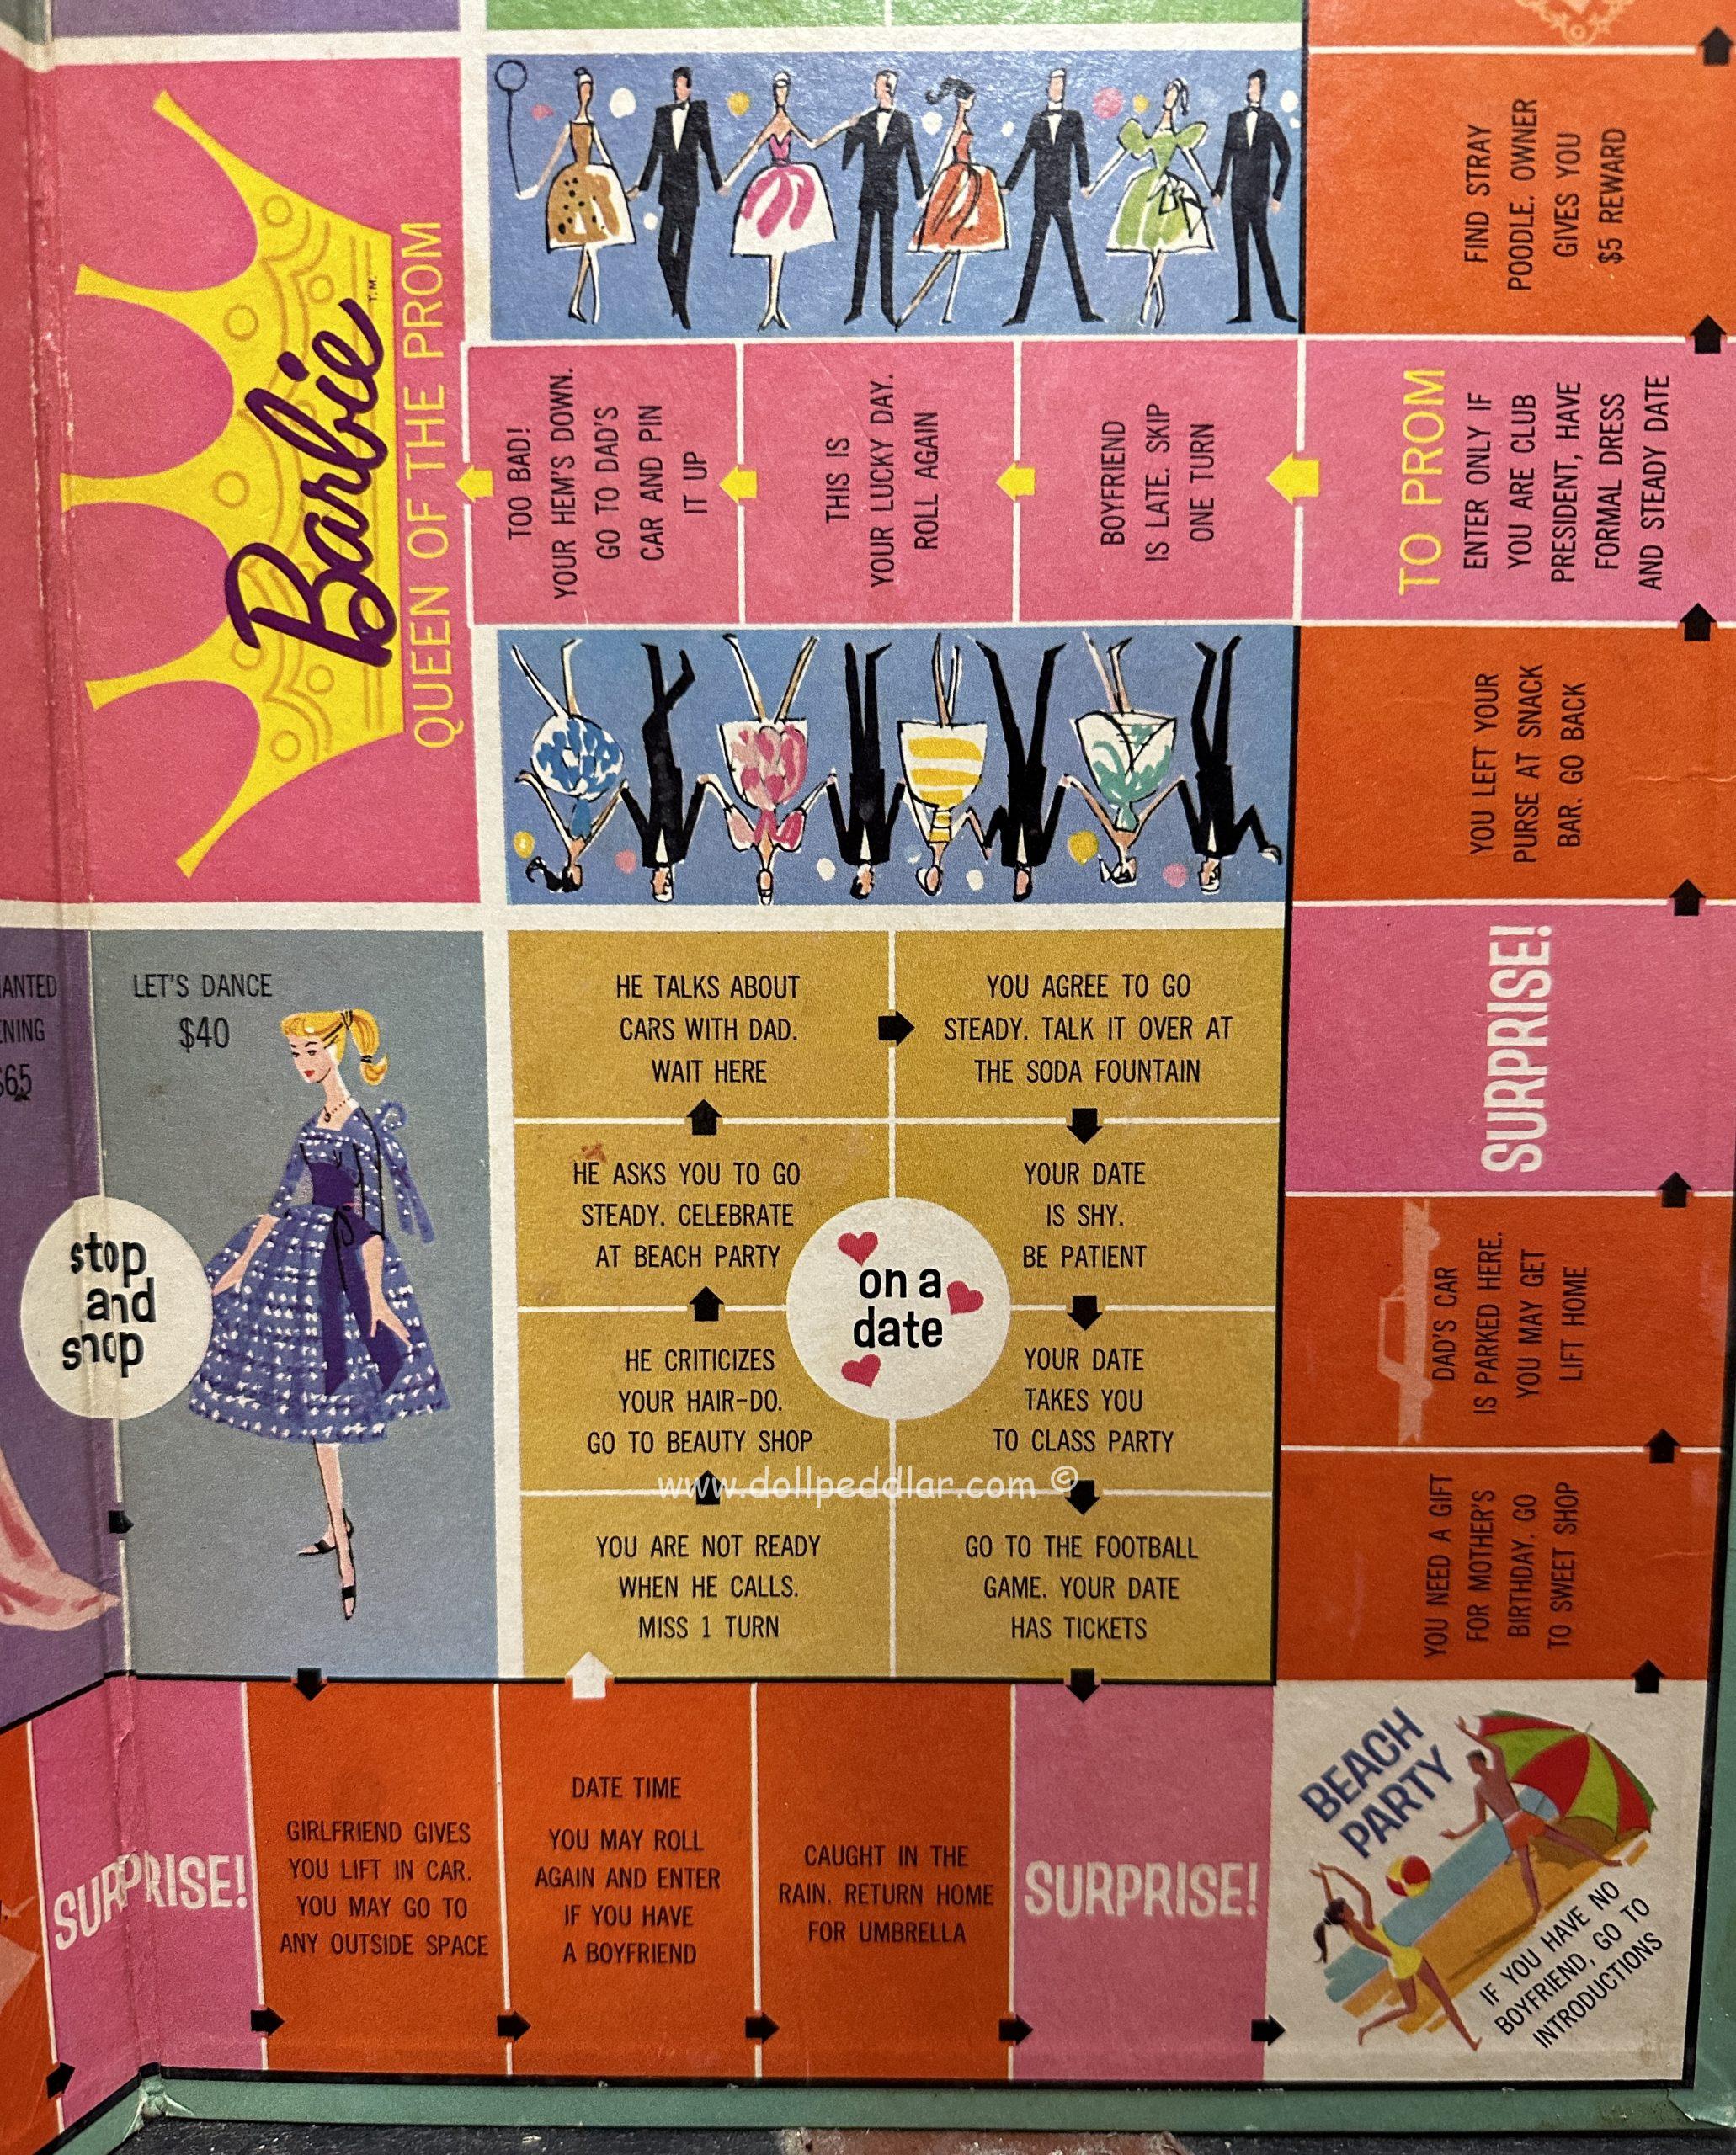 Barbie
T.M.
QUEEN OF THE PROM
TOO BAD!
YOUR HEM'S DOWN.
GO TO DAD'S
CAR AND PIN
IT UP
THIS IS
YOUR LUCKY DAY.
ROLL AGAIN
BOYFRIEND
IS LATE. SKIP
ONE TURN
TO PROM
ENTER ONLY IF
YOU ARE CLUB
PRESIDENT, HAVE
FORMAL DRESS
AND STEADY DATE
FIND STRAY
POODLE. OWNER
GIVES YOU
$5 REWARD
YOU LEFT YOUR
PURSE AT SNACK
BAR. GO BACK
SURPRISE!
DAD'S CAR
IS PARKED HERE.
YOU MAY GET
LIFT HOME
YOU NEED A GIFT
FOR MOTHER'S
BIRTHDAY. GO
TO SWEET SHOP
ANTED
ENING
$65
LET'S DANCE
$40
stop
and
shop
HE TALKS ABOUT
CARS WITH DAD.
WAIT HERE
YOU AGREE TO GO
STEADY. TALK IT OVER AT
THE SODA FOUNTAIN
HE ASKS YOU TO GO
STEADY. CELEBRATE
AT BEACH PARTY
YOUR DATE
IS SHY.
BE PATIENT
on a
date
HE CRITICIZES
YOUR HAIR-DO.
GO TO BEAUTY SHOP
YOUR DATE
TAKES YOU
TO CLASS PARTY
www.dollpeddlar.com ©
YOU ARE NOT READY
WHEN HE CALLS.
MISS 1 TURN
GO TO THE FOOTBALL
GAME. YOUR DATE
HAS TICKETS
SURPRISE!
GIRLFRIEND GIVES
YOU LIFT IN CAR.
YOU MAY GO TO
ANY OUTSIDE SPACE
DATE TIME
YOU MAY ROLL
AGAIN AND ENTER
IF YOU HAVE
A BOYFRIEND
CAUGHT IN THE
RAIN. RETURN HOME
FOR UMBRELLA
SURPRISE!
BEACH
PARTY
IF YOU HAVE NO
BOYFRIEND, GO TO
INTRODUCTIONS